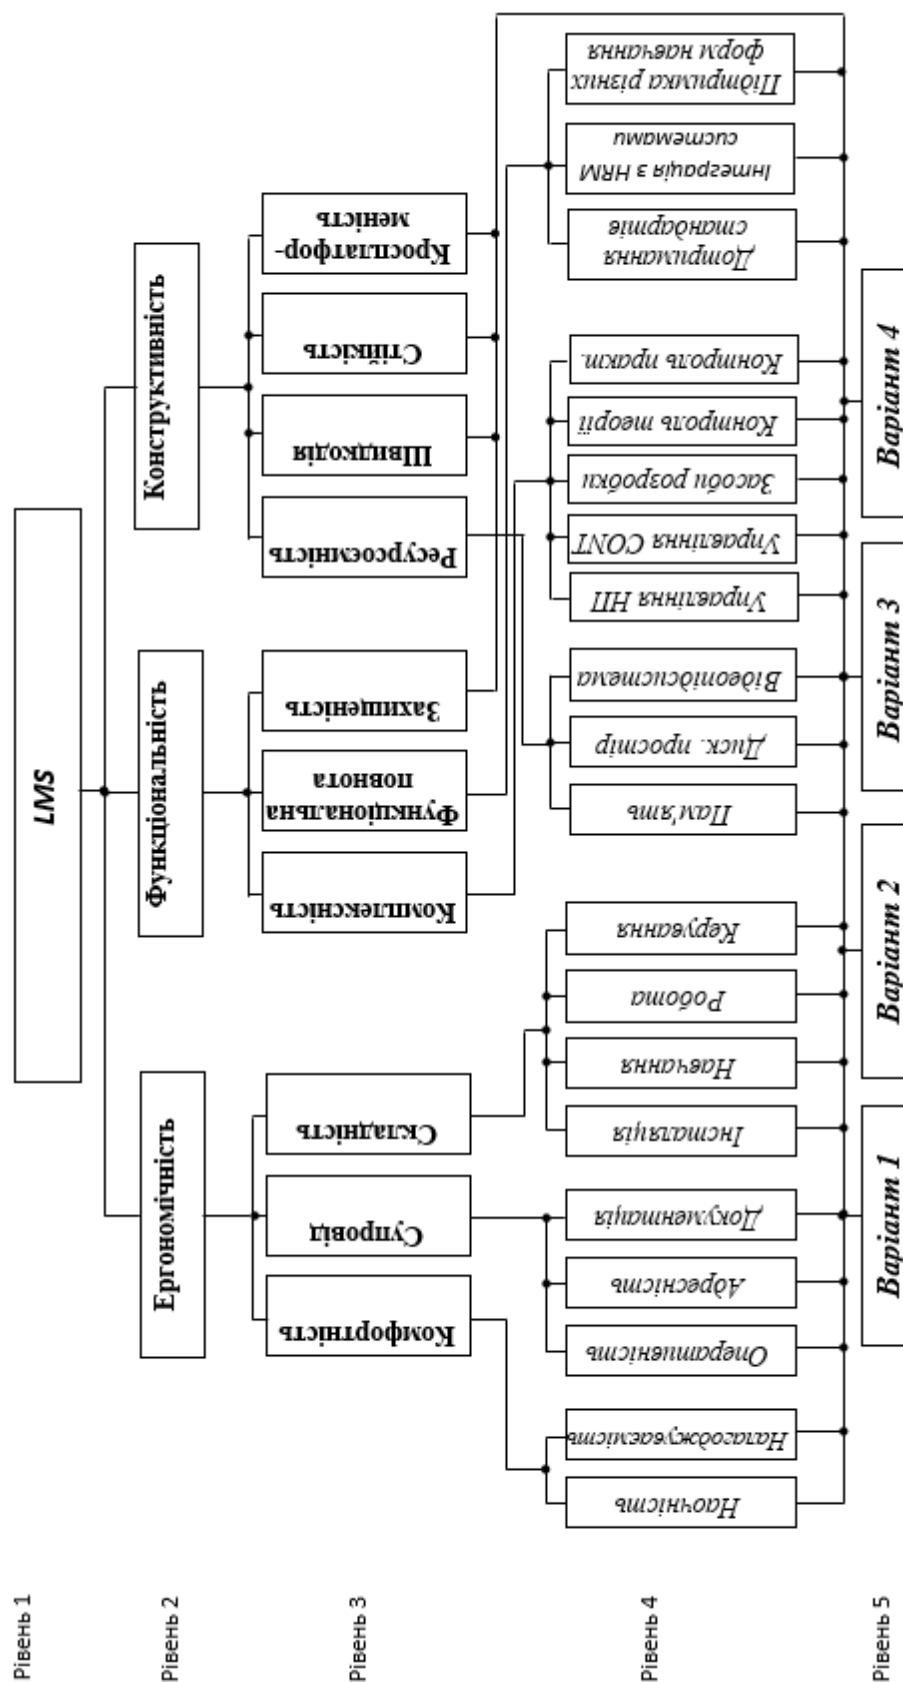 Рівень 1
LMS
Рівень 2
Ергономічність
Функціональність
Конструктивність
Рівень 3
Комфортність
Супровід
Складність
Комплексність
Функціональна
повнота
Захищеність
Ресурсоємність
Швидкодія
Стійкість
Кросплатфор-
меність
Рівень 4
Наочність
Налагоджуваємість
Оперативність
Адресність
Документація
Інсталяція
Навчання
Робота
Керування
Пам'ять
Диск. простір
Відеопідсистема
Управління НП
Управління CONT
Засоби розробки
Контроль теорії
Контроль практ.
Дотримання
стандартів
Інтеграція з HRM
системами
Підтримка різних
форм навчання
Рівень 5
Варіант 1
Варіант 2
Варіант 3
Варіант 4